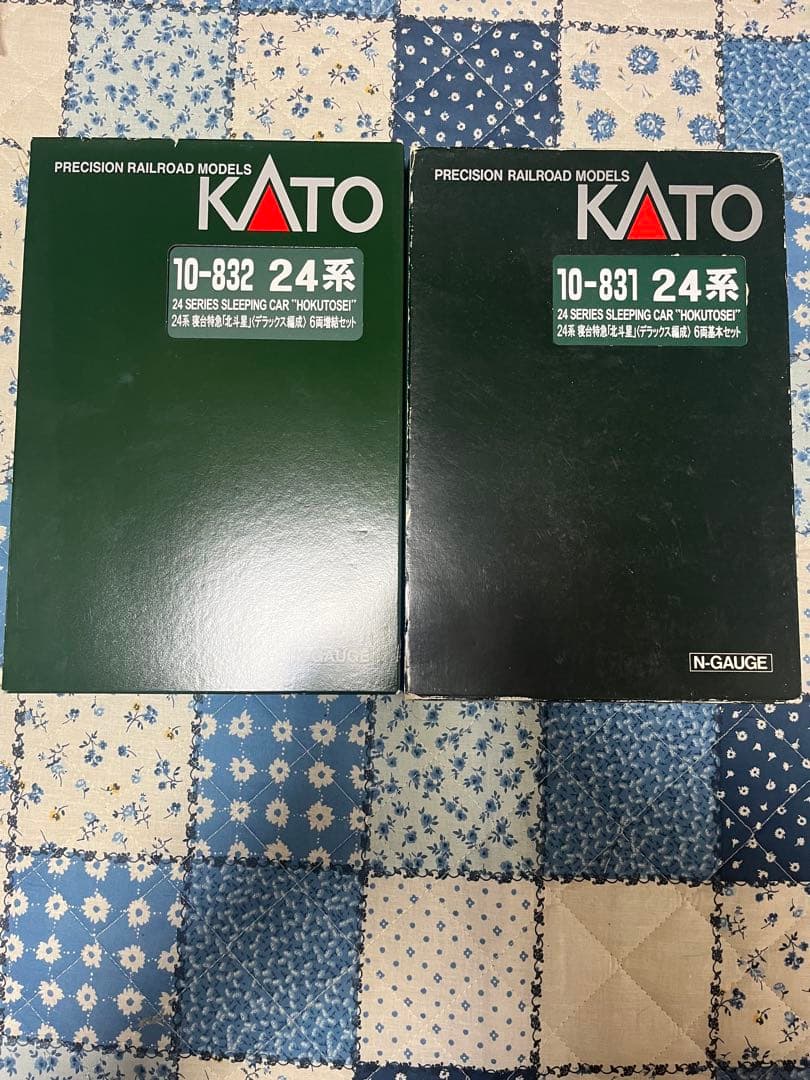 PRECISION RAILROAD MODELS
KATO
10-832 24系
24 SERIES SLEEPING CAR "HOKUTOSEI"
24系 寝台特急「北斗星」〈デラックス編成〉 6両増結セット
N-GAUGE
PRECISION RAILROAD MODELS
KATO
10-831 24系
24 SERIES SLEEPING CAR "HOKUTOSEI"
24系 寝台特急「北斗星」〈デラックス編成〉 6両基本セット
N-GAUGE